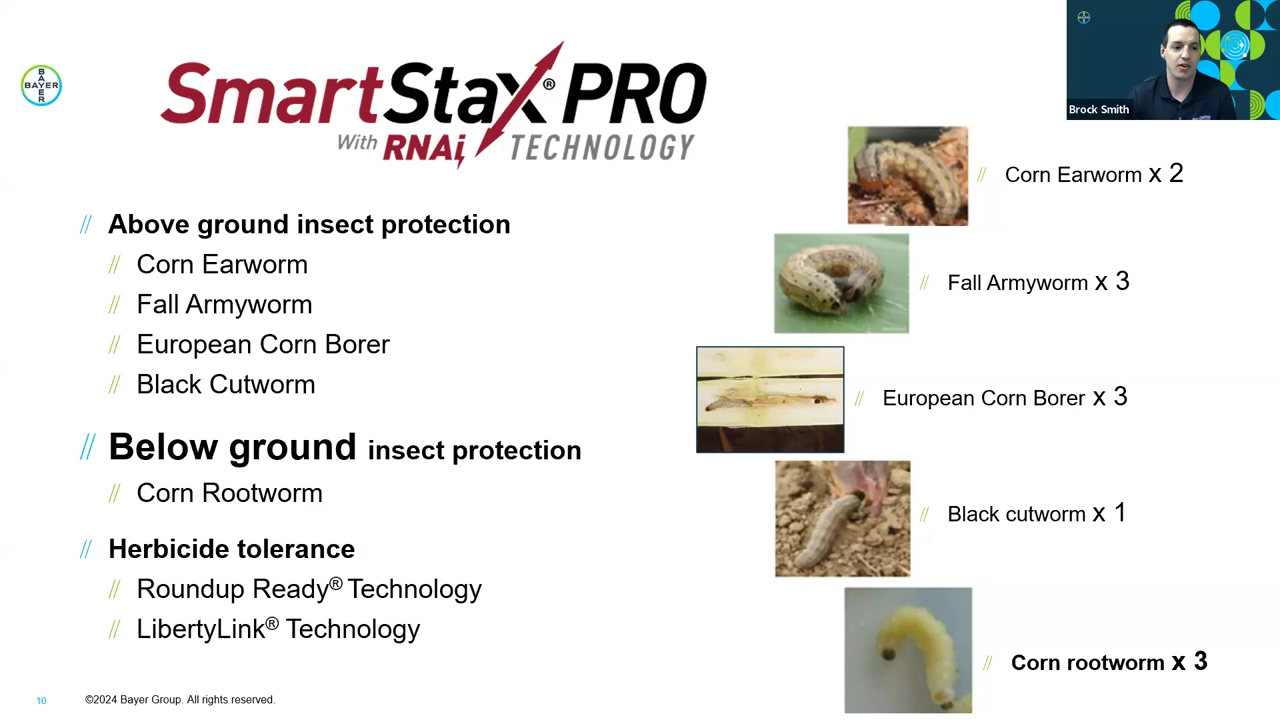 BAYER
BAYER
SmartStax® PRO
With RNAi TECHNOLOGY
Brock Smith
// Above ground insect protection
// Corn Earworm
// Fall Armyworm
// European Corn Borer
// Black Cutworm
// Below ground insect protection
// Corn Rootworm
// Herbicide tolerance
// Roundup Ready® Technology
// LibertyLink® Technology
// Corn Earworm x 2
// Fall Armyworm x 3
// European Corn Borer x 3
// Black cutworm x 1
// Corn rootworm x 3
10
©2024 Bayer Group. All rights reserved.